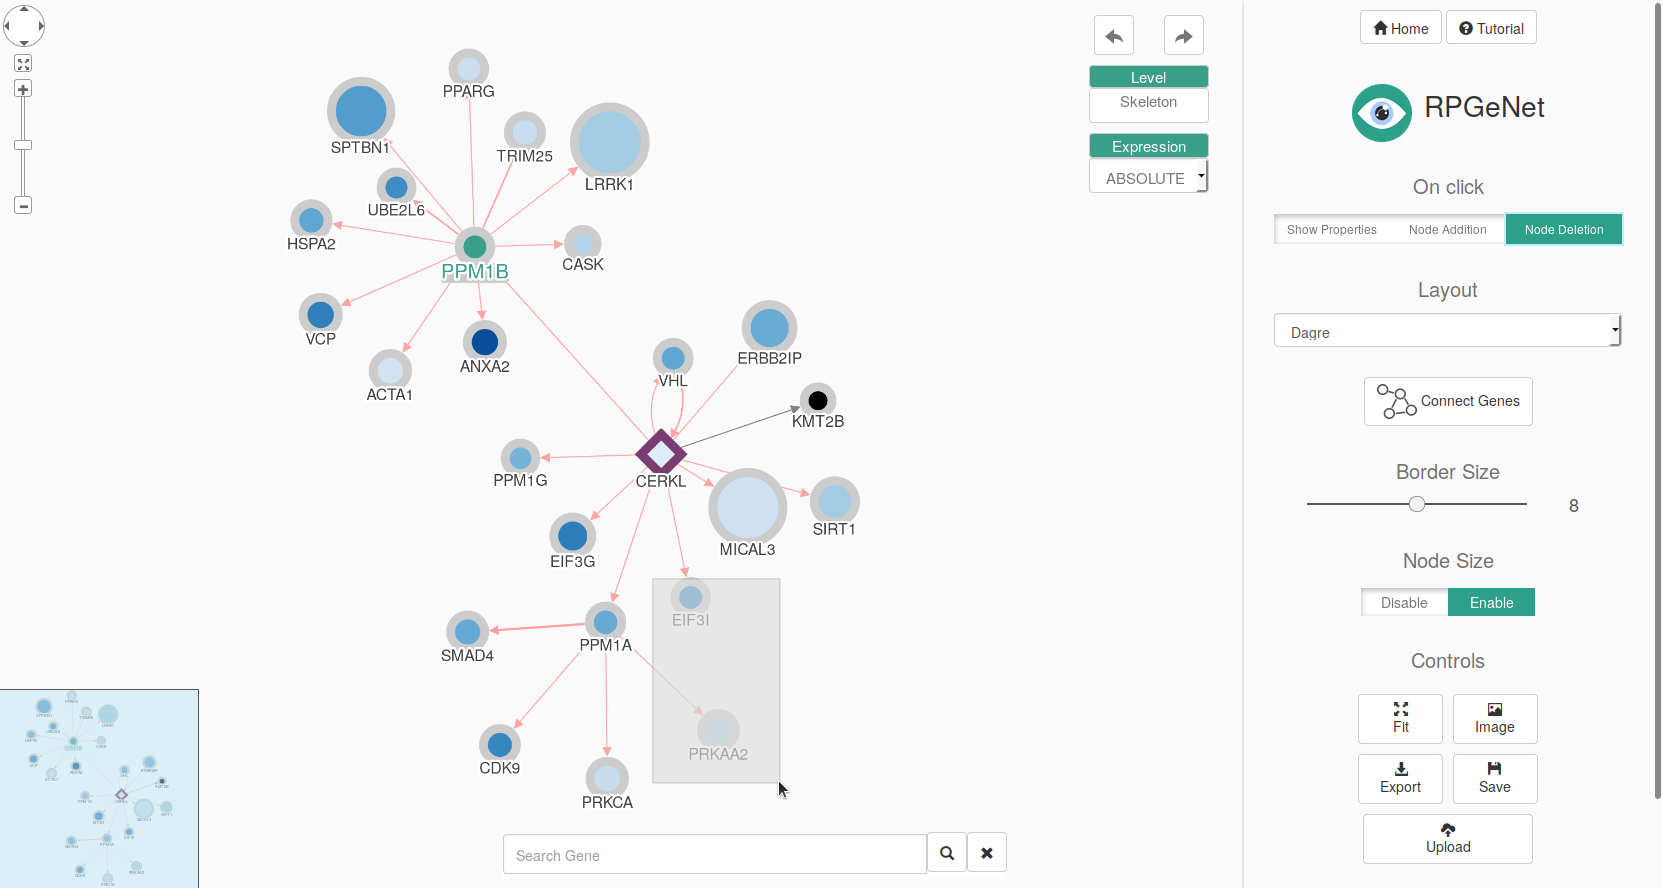 Home
Tutorial
RPGeNet
On click
Show Properties
Node Addition
Node Deletion
Layout
Dagre
Connect Genes
Border Size
8
Node Size
Disable
Enable
Controls
Fit
Image
Export
Save
Upload
Level
Skeleton
Expression
ABSOLUTE
PPARG
SPTBN1
TRIM25
LRRK1
UBE2L6
HSPA2
CASK
PPM1B
VCP
ANXA2
ACTA1
ERBB2IP
VHL
KMT2B
PPM1G
CERKL
SIRT1
MICAL3
EIF3G
EIF3I
PPM1A
SMAD4
PRKAA2
CDK9
PRKCA
Search Gene